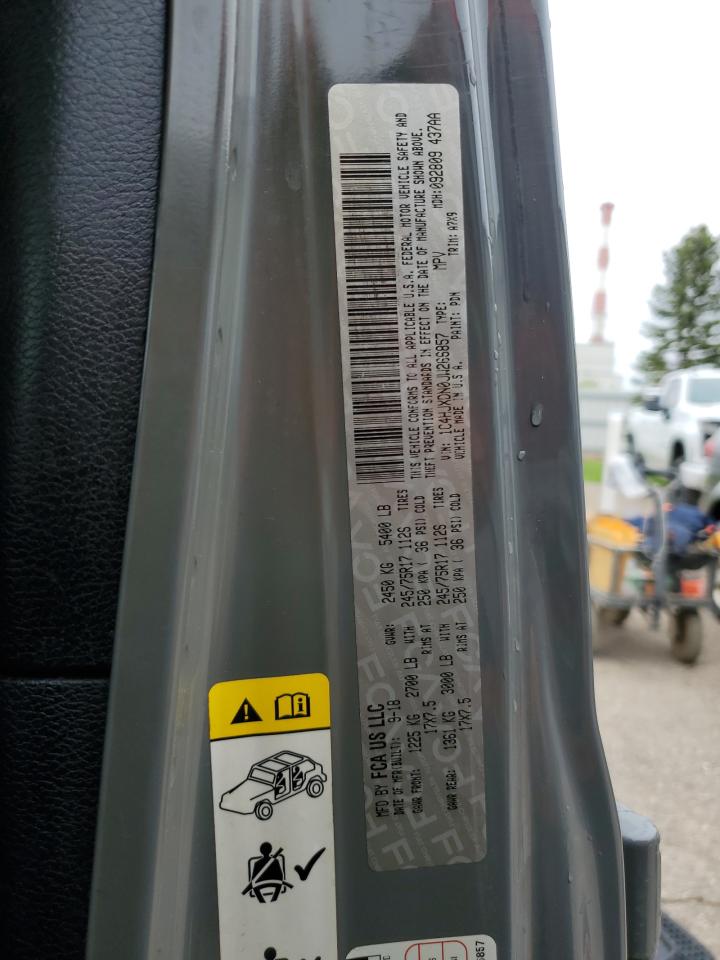 MFD BY FCA US LLC
DATE OF MFR(BUILT): 9-18 GVWR: 2450 KG 5400 LB
GAWR FRONT: 1225 KG 2700 LB WITH 245/75R17 112S TIRES
17X7.5 RIMS AT 250 KPA ( 36 PSI) COLD
GAWR REAR: 1361 KG 3000 LB WITH 245/75R17 112S TIRES
17X7.5 RIMS AT 250 KPA ( 36 PSI) COLD
THIS VEHICLE CONFORMS TO ALL APPLICABLE U.S.A. FEDERAL MOTOR VEHICLE SAFETY AND
THEFT PREVENTION STANDARDS IN EFFECT ON THE DATE OF MANUFACTURE SHOWN ABOVE.
VIN: TYPE: MPV MDH:092809 437AA
VEHICLE MADE IN U.S.A. PAINT: PDN TRIM: A7X9